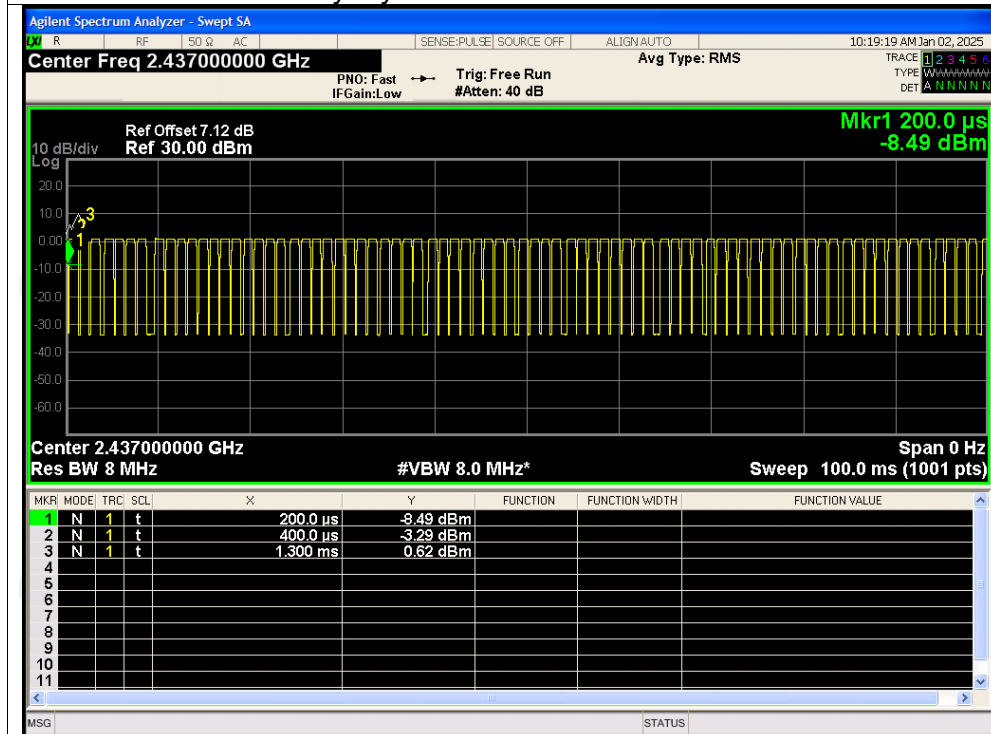 Agilent Spectrum Analyzer - Swept SA
LXI R RF 50 Ω AC SENSE:PULSE SOURCE OFF ALIGN AUTO 10:19:19 AM Jan 02, 2025
Center Freq 2.437000000 GHz Avg Type: RMS TRACE 1 2 3 4 5 6
PNO: Fast Trig: Free Run TYPE W
IFGain:Low #Atten: 40 dB DET A N N N N N
Mkr1 200.0 µs
-8.49 dBm
Ref Offset 7.12 dB
10 dB/div Ref 30.00 dBm
Log
20.0
10.0
3
0.00
1
-10.0
-20.0
-30.0
-40.0
-50.0
-60.0
Center 2.437000000 GHz Span 0 Hz
Res BW 8 MHz #VBW 8.0 MHz* Sweep 100.0 ms (1001 pts)
MKR MODE TRC SCL X Y FUNCTION FUNCTION WIDTH FUNCTION VALUE
1 N 1 t 200.0 µs -8.49 dBm
2 N 1 t 400.0 µs -3.29 dBm
3 N 1 t 1.300 ms 0.62 dBm
4
5
6
7
8
9
10
11
MSG STATUS